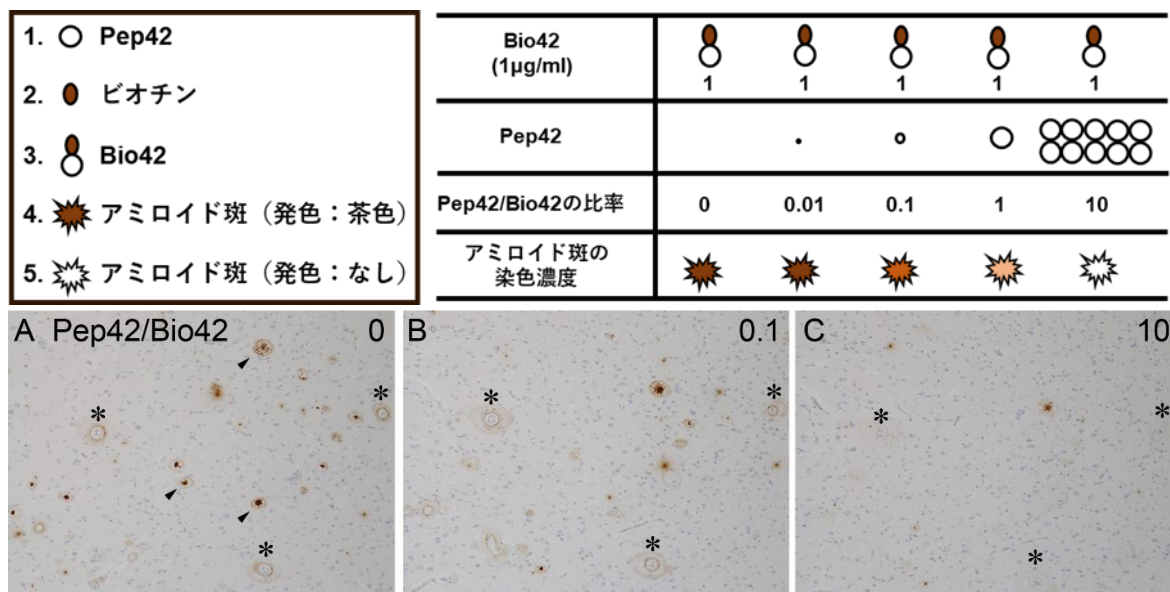 1. Pep42
2. ビオチン
3. Bio42
4. アミロイド斑（発色：茶色）
5. アミロイド斑（発色：なし）
Bio42
(1μg/ml)
1 1 1 1 1
Pep42
Pep42/Bio42の比率 0 0.01 0.1 1 10
アミロイド斑の
染色濃度
A Pep42/Bio42 0
B 0.1
C 10
* *
*
* *
*
* *
*